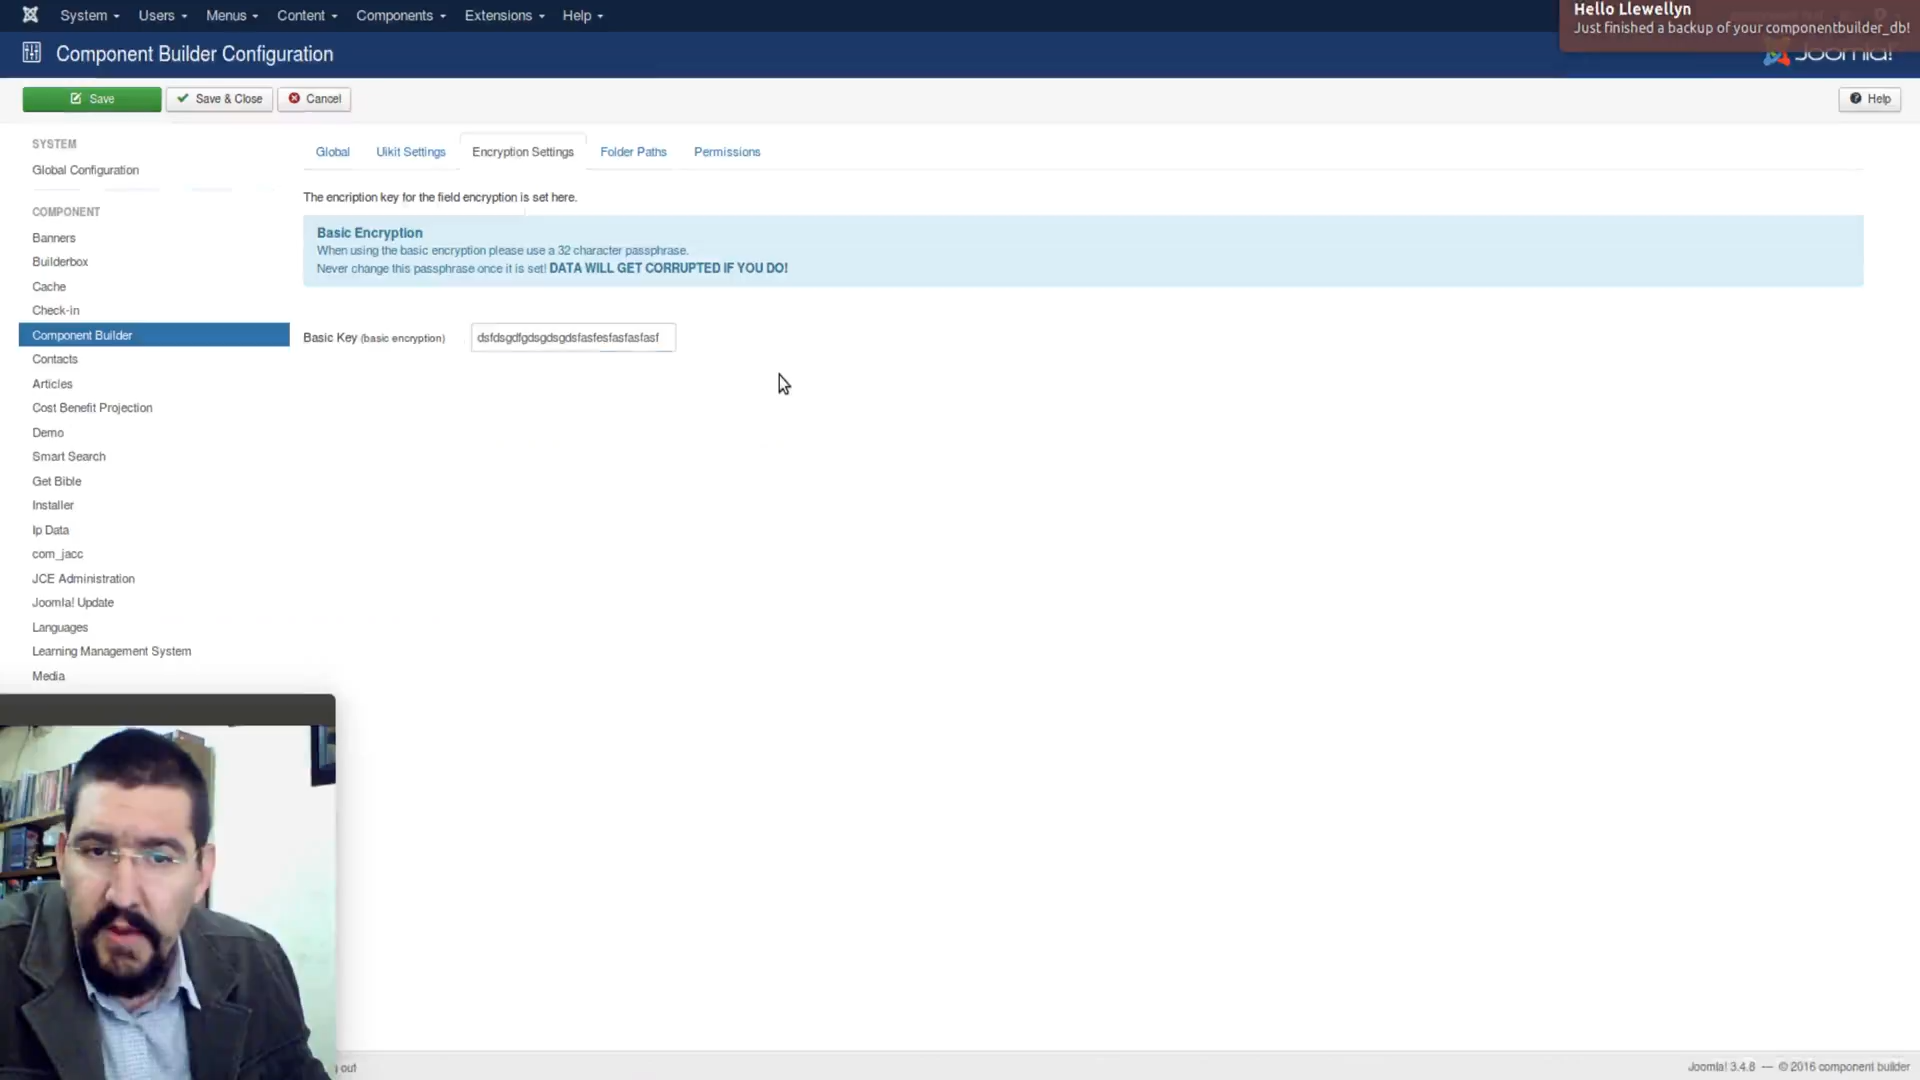 System Users Menus Content Components Extensions Help
Hello Llewellyn
Just finished a backup of your componentbuilder_db!
Component Builder Configuration
Joomla!
Save Save & Close Cancel Help
SYSTEM
Global Configuration
COMPONENT
Banners
Builderbox
Cache
Check-in
Component Builder
Contacts
Articles
Cost Benefit Projection
Demo
Smart Search
Get Bible
Installer
Ip Data
com_jacc
JCE Administration
Joomla! Update
Languages
Learning Management System
Media
Global Uikit Settings Encryption Settings Folder Paths Permissions
The encription key for the field encryption is set here.
Basic Encryption
When using the basic encryption please use a 32 character passphrase.
Never change this passphrase once it is set! DATA WILL GET CORRUPTED IF YOU DO!
Basic Key (basic encryption) dsfdsgdfgdsgdsgdsfasfesfasfasfasf
out
Joomla! 3.4.8 — © 2016 component builder